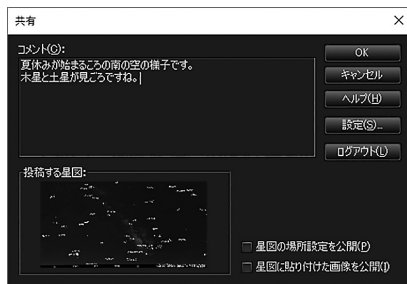 共有
コメント(C):
夏休みが始まるころの南の空の様子です。
木星と土星が見ごろですね。
OK
キャンセル
ヘルプ(H)
設定(S)...
ログアウト(L)
投稿する星図:
星図の場所設定を公開(P)
星図に貼り付けた画像を公開(I)